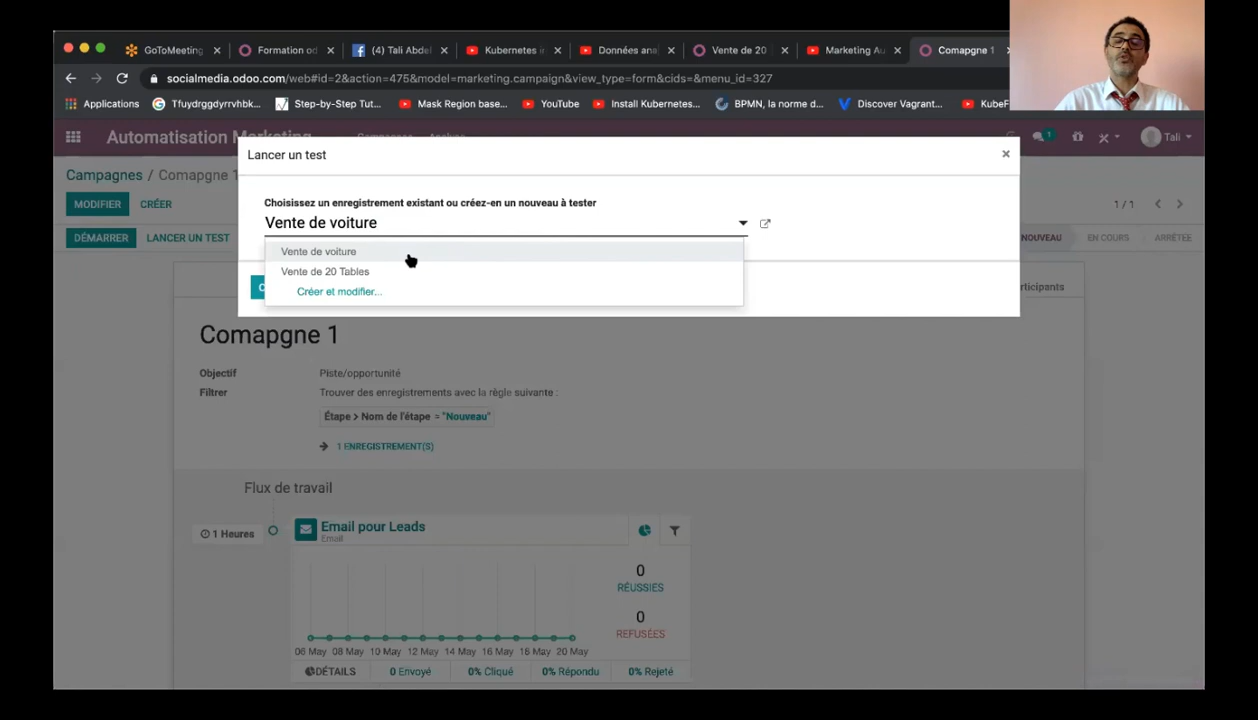 GoToMeeting
Formation od
(4) Tali Abdel
Kubernetes i
Données ana
Vente de 20
Marketing Au
Comapgne 1
socialmedia.odoo.com/web#id=2&action=475&model=marketing.campaign&view_type=form&cids=&menu_id=327
Applications
Tfuydrggdyrrvhbk...
Step-by-Step Tut...
Mask Region base...
YouTube
Install Kubernetes...
BPMN, la norme d...
Discover Vagrant...
KubeF
Automatisation
1
Tali
Lancer un test
Campagnes / Comapgne 1
MODIFIER
CRÉER
1 / 1
Choisissez un enregistrement existant ou créez-en un nouveau à tester
Vente de voiture
DÉMARRER
LANCER UN TEST
NOUVEAU
EN COURS
ARRÊTÉE
Vente de voiture
Vente de 20 Tables
Créer et modifier...
rticipants
Comapgne 1
Objectif
Piste/opportunité
Filtrer
Trouver des enregistrements avec la règle suivante :
Étape > Nom de l'étape = "Nouveau"
1 ENREGISTREMENT(S)
Flux de travail
1 Heures
Email pour Leads
Email
0
RÉUSSIES
0
REFUSÉES
06 May 08 May 10 May 12 May 14 May 16 May 18 May 20 May
DÉTAILS
0 Envoyé
0% Cliqué
0% Répondu
0% Rejeté